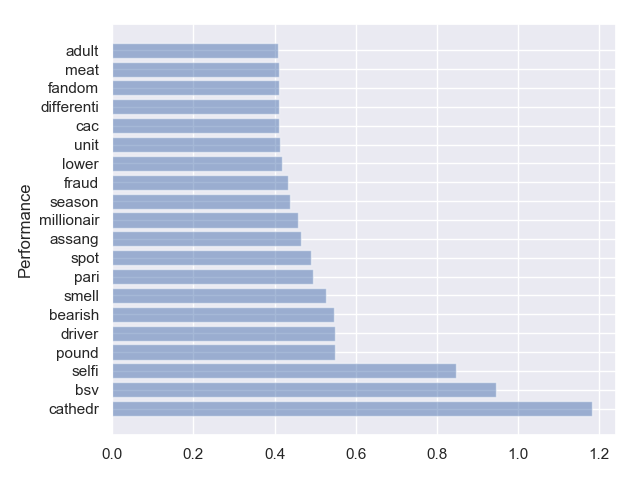 adult
meat
fandom
differenti
cac
unit
lower
fraud
season
millionair
assang
spot
pari
smell
bearish
driver
pound
selfi
bsv
cathedr
Performance
0.0 0.2 0.4 0.6 0.8 1.0 1.2